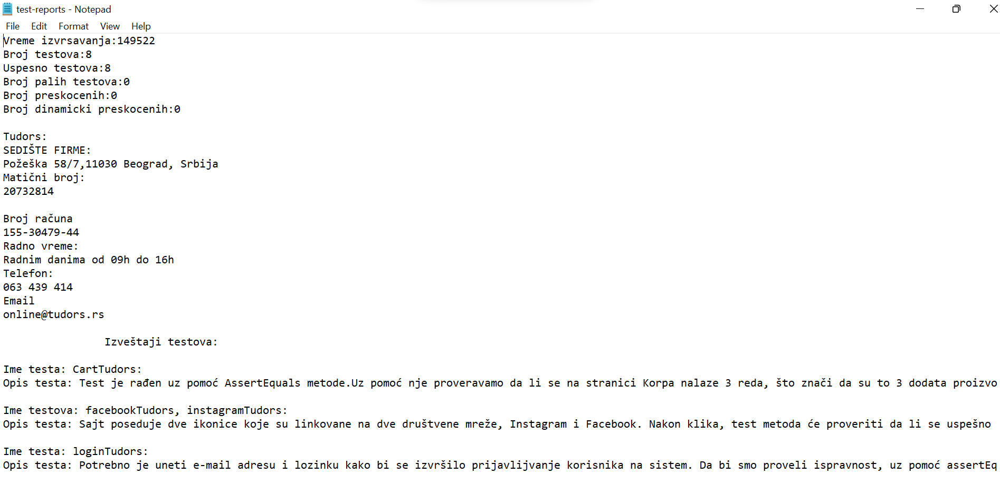 test-reports - Notepad
File Edit Format View Help
Vreme izvrsavanja:149522
Broj testova:8
Uspesno testova:8
Broj palih testova:0
Broj preskocenih:0
Broj dinamicki preskocenih:0
Tudors:
SEDIŠTE FIRME:
Požeška 58/7,11030 Beograd, Srbija
Matični broj:
20732814
Broj računa
155-30479-44
Radno vreme:
Radnim danima od 09h do 16h
Telefon:
063 439 414
Email
online@tudors.rs
Izveštaji testova:
Ime testa: CartTudors:
Opis testa: Test je rađen uz pomoć AssertEquals metode.Uz pomoć nje proveravamo da li se na stranici Korpa nalaze 3 reda, što znači da su to 3 dodata proizvo
Ime testova: facebookTudors, instagramTudors:
Opis testa: Sajt poseduje dve ikonice koje su linkovane na dve društvene mreže, Instagram i Facebook. Nakon klika, test metoda će proveriti da li se uspešno
Ime testa: loginTudors:
Opis testa: Potrebno je uneti e-mail adresu i lozinku kako bi se izvršilo prijavlijvanje korisnika na sistem. Da bi smo proveli ispravnost, uz pomoć assertEq